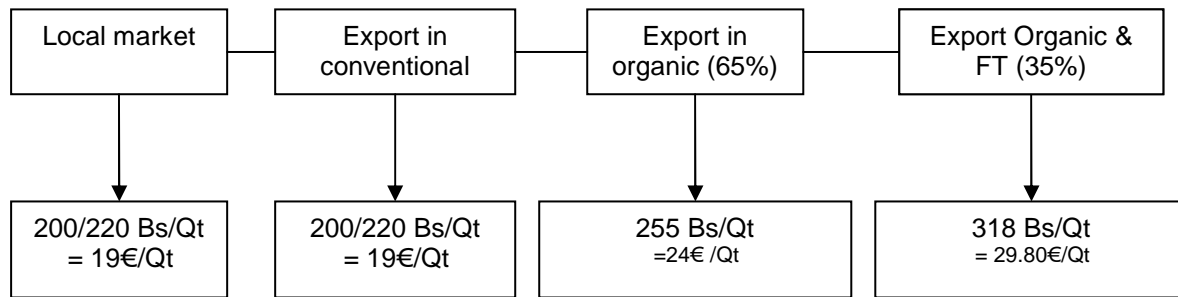 Local market
Export in
conventional
Export in
organic (65%)
Export Organic &
FT (35%)
200/220 Bs/Qt
= 19€/Qt
200/220 Bs/Qt
= 19€/Qt
255 Bs/Qt
=24€ /Qt
318 Bs/Qt
= 29.80€/Qt